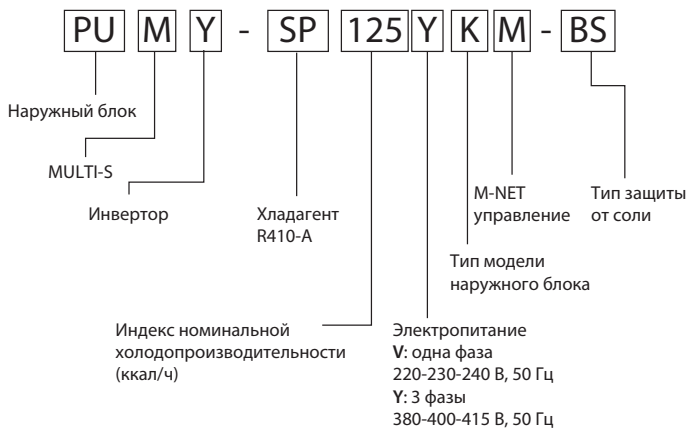 PU M Y - SP 125 Y K M - BS
Наружный блок
MULTI-S
Инвертор
Хладагент
R410-A
M-NET
управление
Тип защиты
от соли
Тип модели
наружного блока
Индекс номинальной
холодопроизводительности
(ккал/ч)
Электропитание
V: одна фаза
220-230-240 В, 50 Гц
Y: 3 фазы
380-400-415 В, 50 Гц